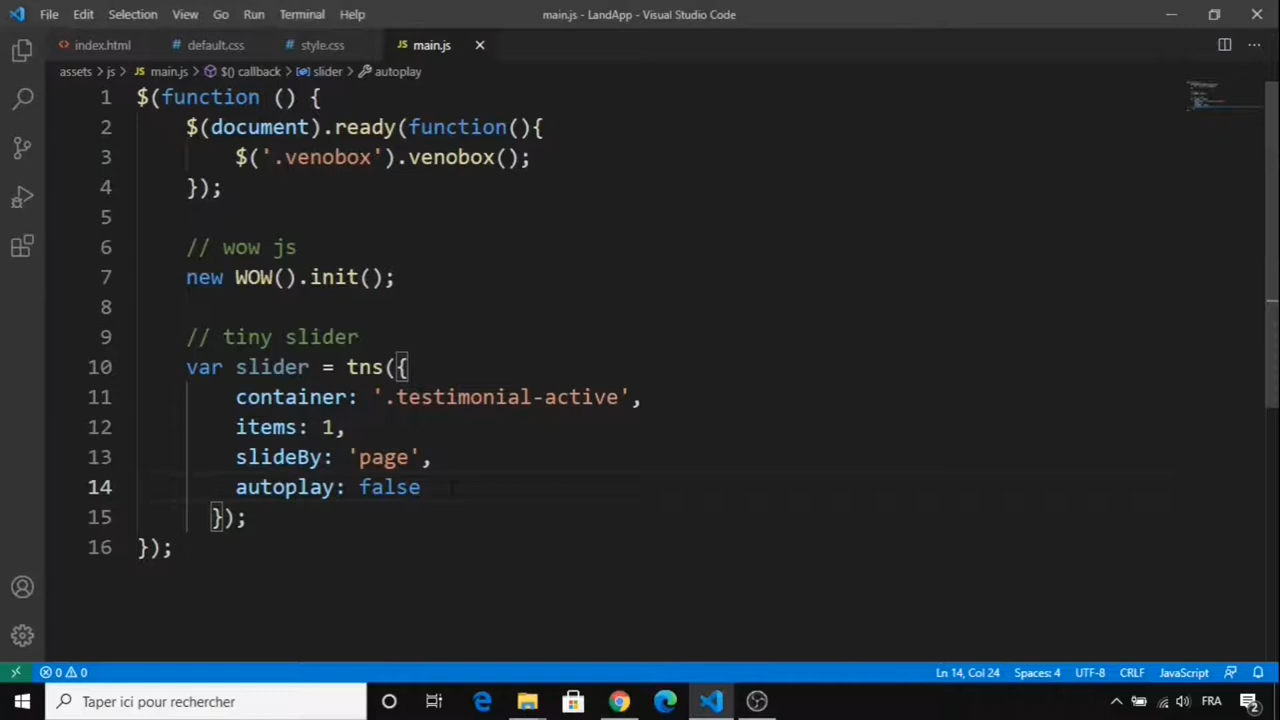 File Edit Selection View Go Run Terminal Help main.js - LandApp - Visual Studio Code
<> index.html # default.css # style.css JS main.js ×
assets > js > JS main.js > $() callback > slider > autoplay
1 $(function () {
2 $(document).ready(function(){
3 $('.venobox').venobox();
4 });
5
6 // wow js
7 new WOW().init();
8
9 // tiny slider
10 var slider = tns({
11 container: '.testimonial-active',
12 items: 1,
13 slideBy: 'page',
14 autoplay: false
15 });
16 });
0 0 Ln 14, Col 24 Spaces: 4 UTF-8 CRLF JavaScript
Taper ici pour rechercher FRA 2